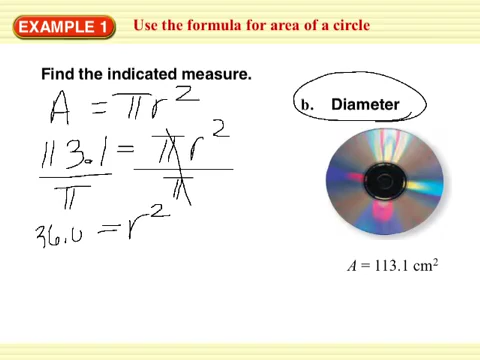 EXAMPLE 1 Use the formula for area of a circle
Find the indicated measure.
b. Diameter
A = πr²
113.1 = πr²
π π
36.0 = r²
A = 113.1 cm²